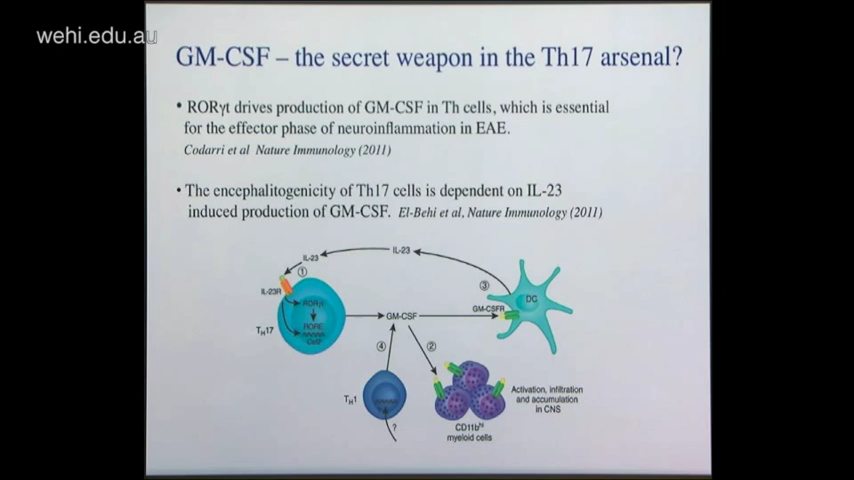 wehi.edu.au
GM-CSF – the secret weapon in the Th17 arsenal?
• RORγt drives production of GM-CSF in Th cells, which is essential
for the effector phase of neuroinflammation in EAE.
Codarri et al Nature Immunology (2011)
• The encephalitogenicity of Th17 cells is dependent on IL-23
induced production of GM-CSF. El-Behi et al, Nature Immunology (2011)
IL-23
IL-23
①
③
IL-23R
RORγt
DC
GM-CSFR
GM-CSF
TH17
RORE
Csf2
④
②
TH1
?
Activation, infiltration
and accumulation
in CNS
CD11bhi
myeloid cells